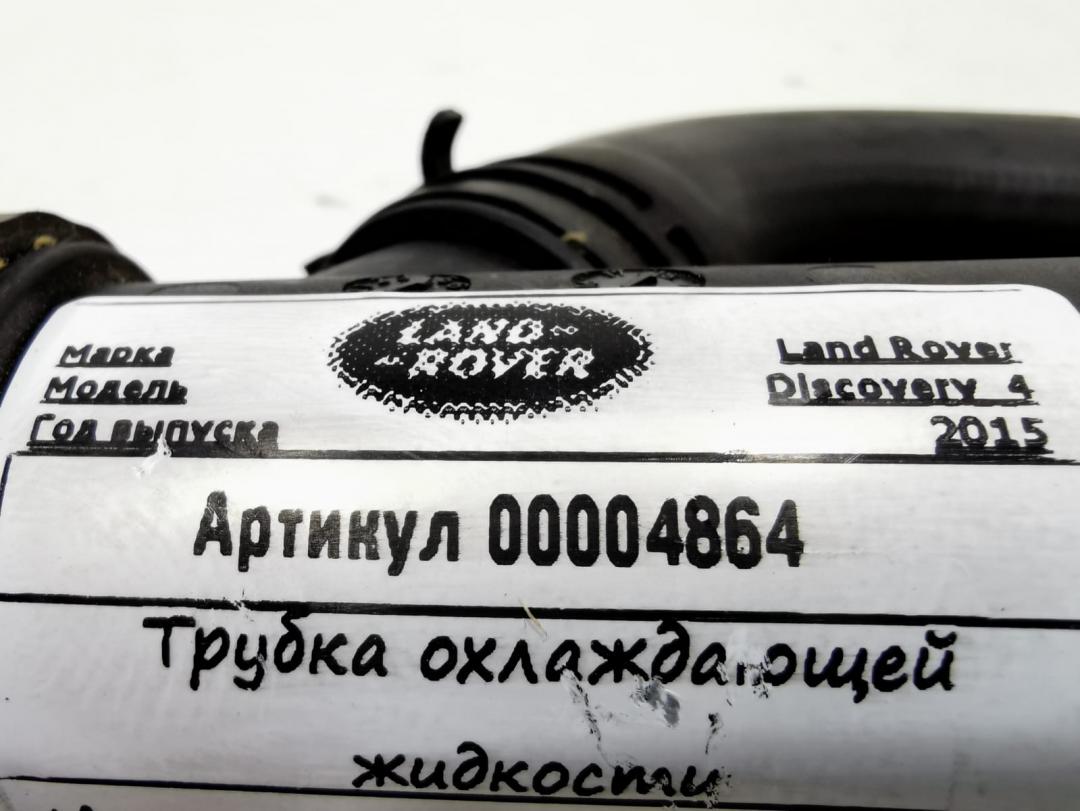 LAND-
-ROVER
Марка Land Rover
Модель Discovery 4
Год выпуска 2015
Артикул 00004864
Трубка охлаждающей
жидкости